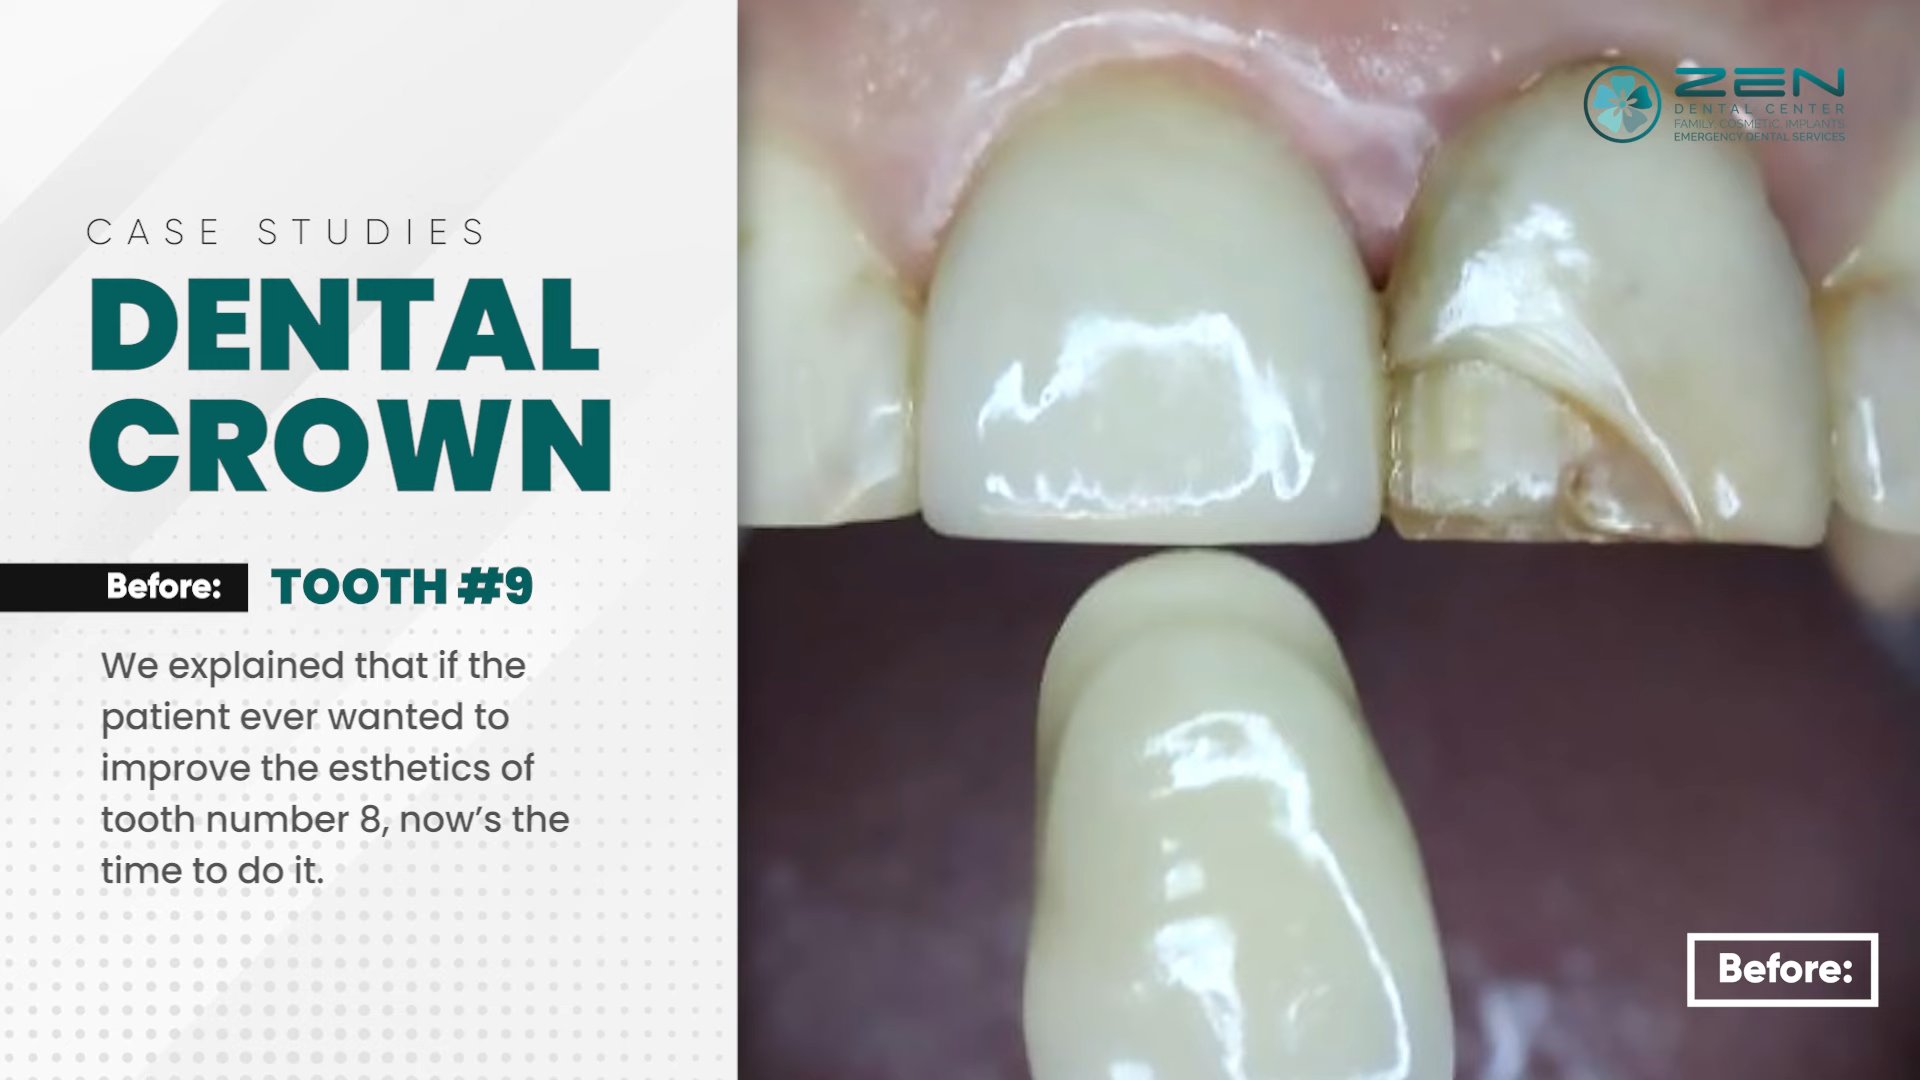 CASE STUDIES
DENTAL
CROWN
Before: TOOTH #9
We explained that if the
patient ever wanted to
improve the esthetics of
tooth number 8, now’s the
time to do it.
ZEN
DENTAL CENTER
FAMILY, COSMETIC, IMPLANTS
EMERGENCY DENTAL SERVICES
Before: